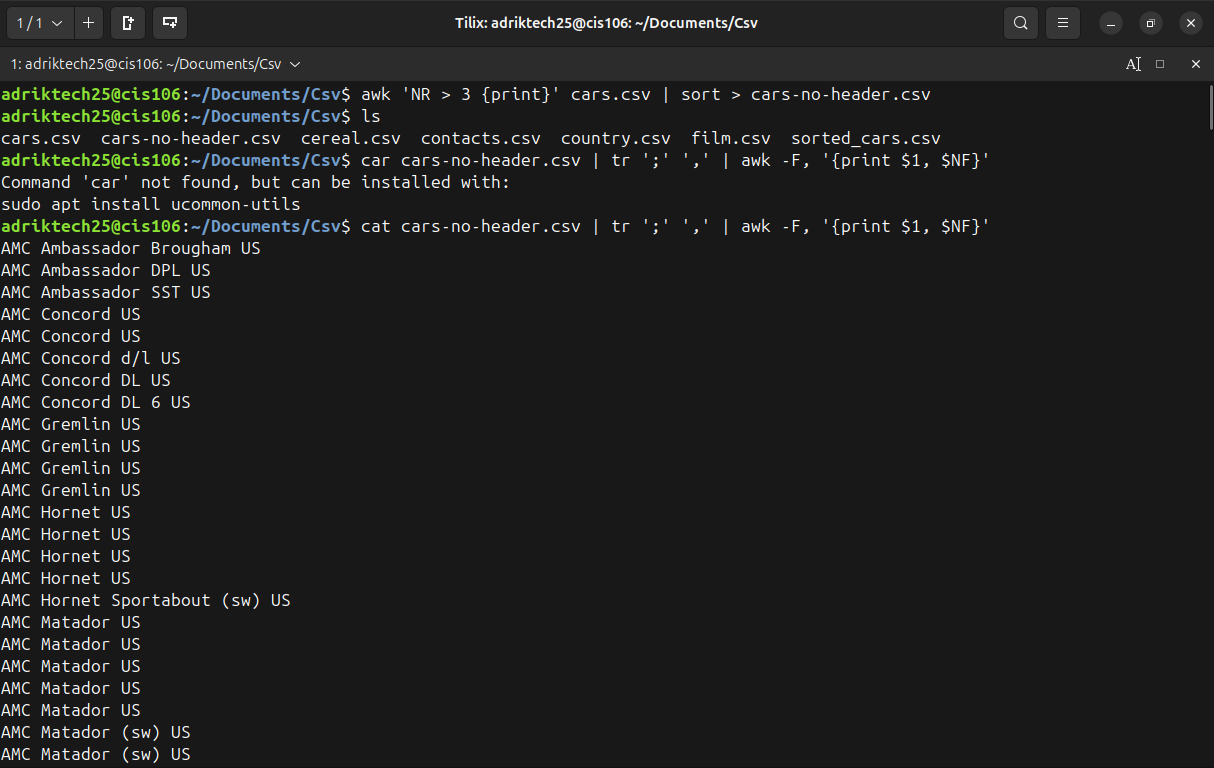 1 / 1
Tilix: adriktech25@cis106: ~/Documents/Csv
1: adriktech25@cis106: ~/Documents/Csv
adriktech25@cis106:~/Documents/Csv$ awk 'NR > 3 {print}' cars.csv | sort > cars-no-header.csv
adriktech25@cis106:~/Documents/Csv$ ls
cars.csv  cars-no-header.csv  cereal.csv  contacts.csv  country.csv  film.csv  sorted_cars.csv
adriktech25@cis106:~/Documents/Csv$ car cars-no-header.csv | tr ';' ',' | awk -F, '{print $1, $NF}'
Command 'car' not found, but can be installed with:
sudo apt install ucommon-utils
adriktech25@cis106:~/Documents/Csv$ cat cars-no-header.csv | tr ';' ',' | awk -F, '{print $1, $NF}'
AMC Ambassador Brougham US
AMC Ambassador DPL US
AMC Ambassador SST US
AMC Concord US
AMC Concord US
AMC Concord d/l US
AMC Concord DL US
AMC Concord DL 6 US
AMC Gremlin US
AMC Gremlin US
AMC Gremlin US
AMC Gremlin US
AMC Hornet US
AMC Hornet US
AMC Hornet US
AMC Hornet US
AMC Hornet Sportabout (sw) US
AMC Matador US
AMC Matador US
AMC Matador US
AMC Matador US
AMC Matador US
AMC Matador (sw) US
AMC Matador (sw) US